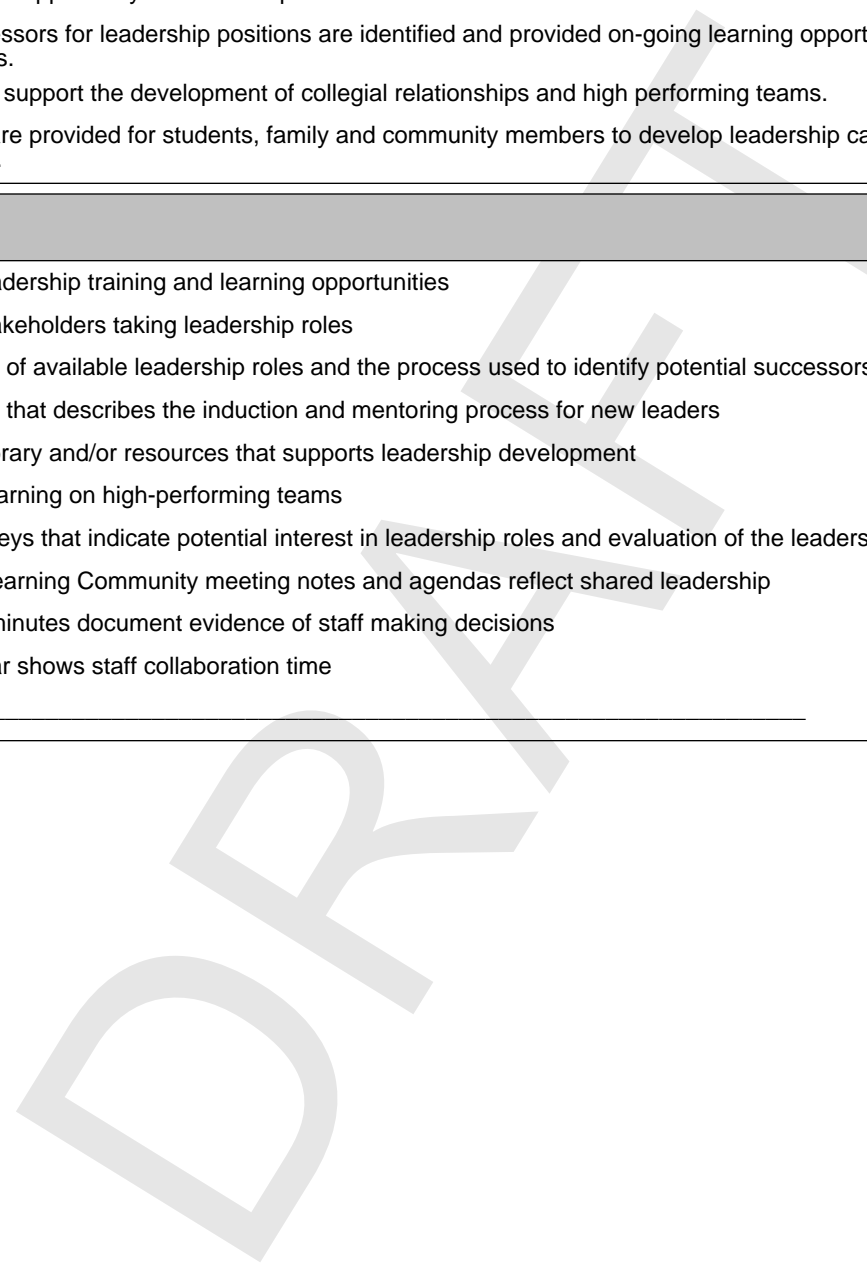 ssors for leadership positions are identified and provided on-going learning opport
s.
support the development of collegial relationships and high performing teams.
re provided for students, family and community members to develop leadership ca
dership training and learning opportunities
keholders taking leadership roles
of available leadership roles and the process used to identify potential successors
that describes the induction and mentoring process for new leaders
rary and/or resources that supports leadership development
arning on high-performing teams
eys that indicate potential interest in leadership roles and evaluation of the leaders
earning Community meeting notes and agendas reflect shared leadership
minutes document evidence of staff making decisions
ar shows staff collaboration time
DRAFT